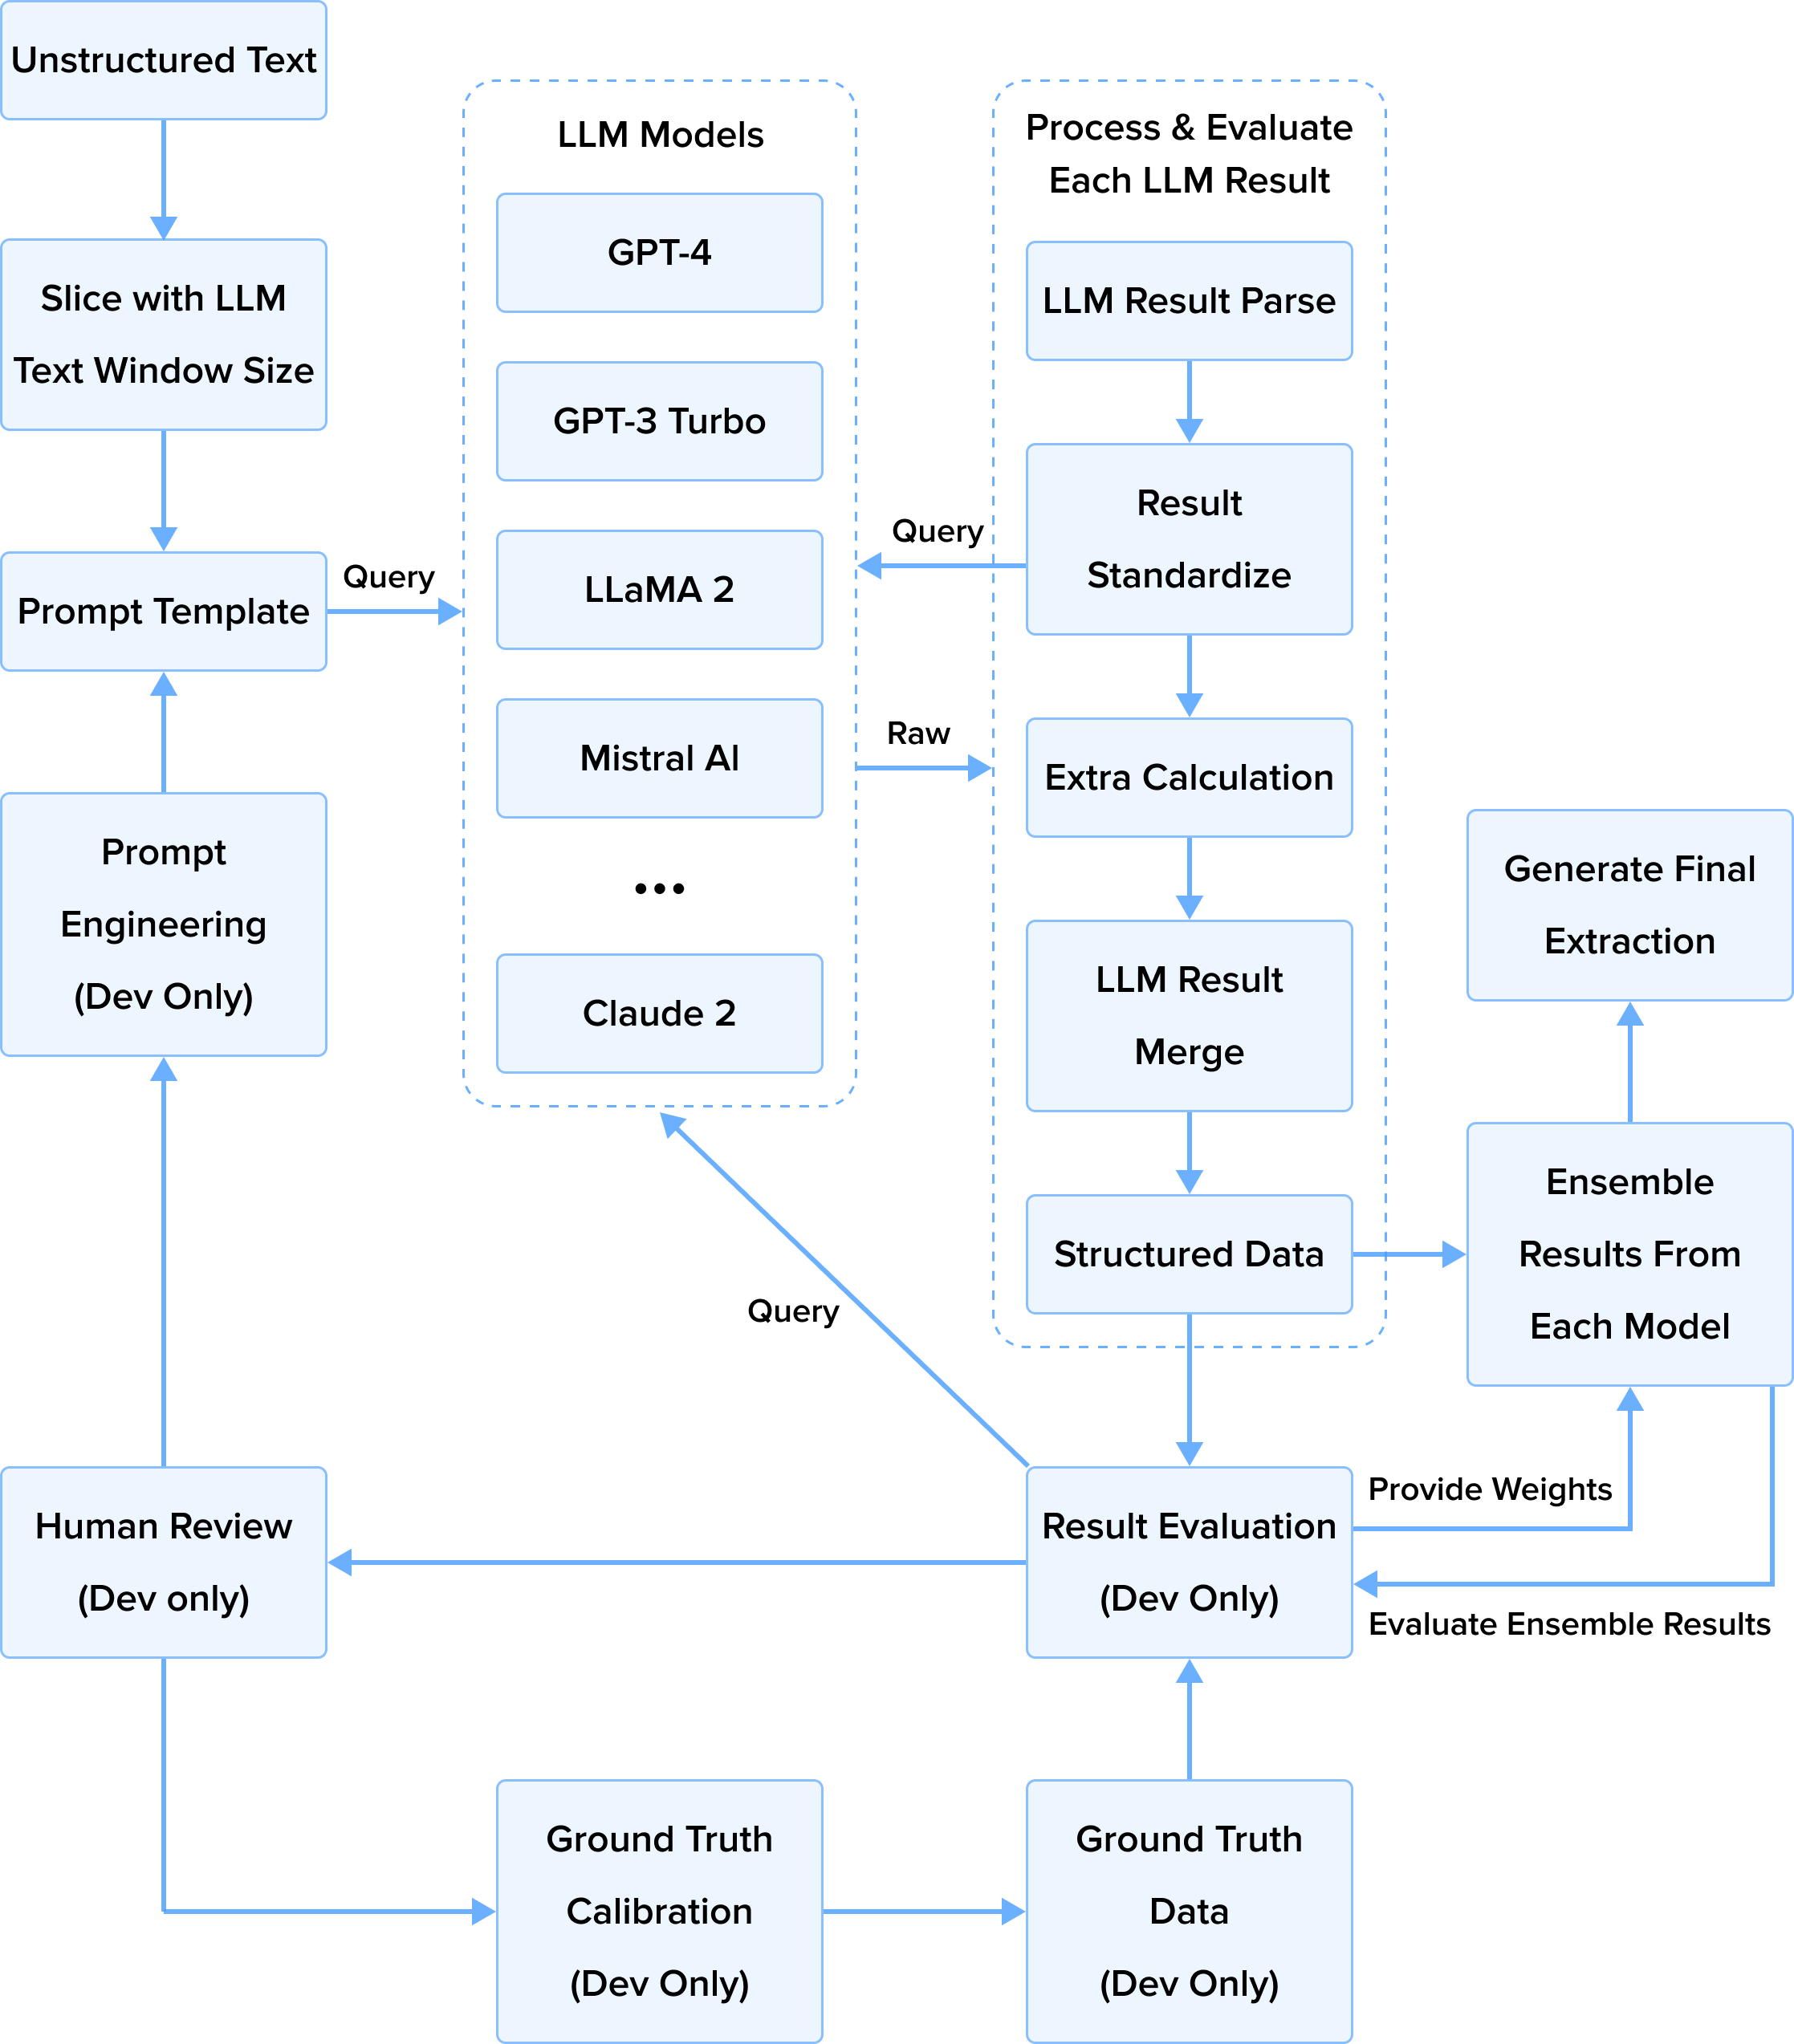 Unstructured Text
Slice with LLM
Text Window Size
Prompt Template
Query
Prompt
Engineering
(Dev Only)
Human Review
(Dev only)
LLM Models
GPT-4
GPT-3 Turbo
LLaMA 2
Mistral AI
...
Claude 2
Query
Raw
Query
Process & Evaluate
Each LLM Result
LLM Result Parse
Result
Standardize
Extra Calculation
LLM Result
Merge
Structured Data
Generate Final
Extraction
Ensemble
Results From
Each Model
Result Evaluation
(Dev Only)
Provide Weights
Evaluate Ensemble Results
Ground Truth
Calibration
(Dev Only)
Ground Truth
Data
(Dev Only)